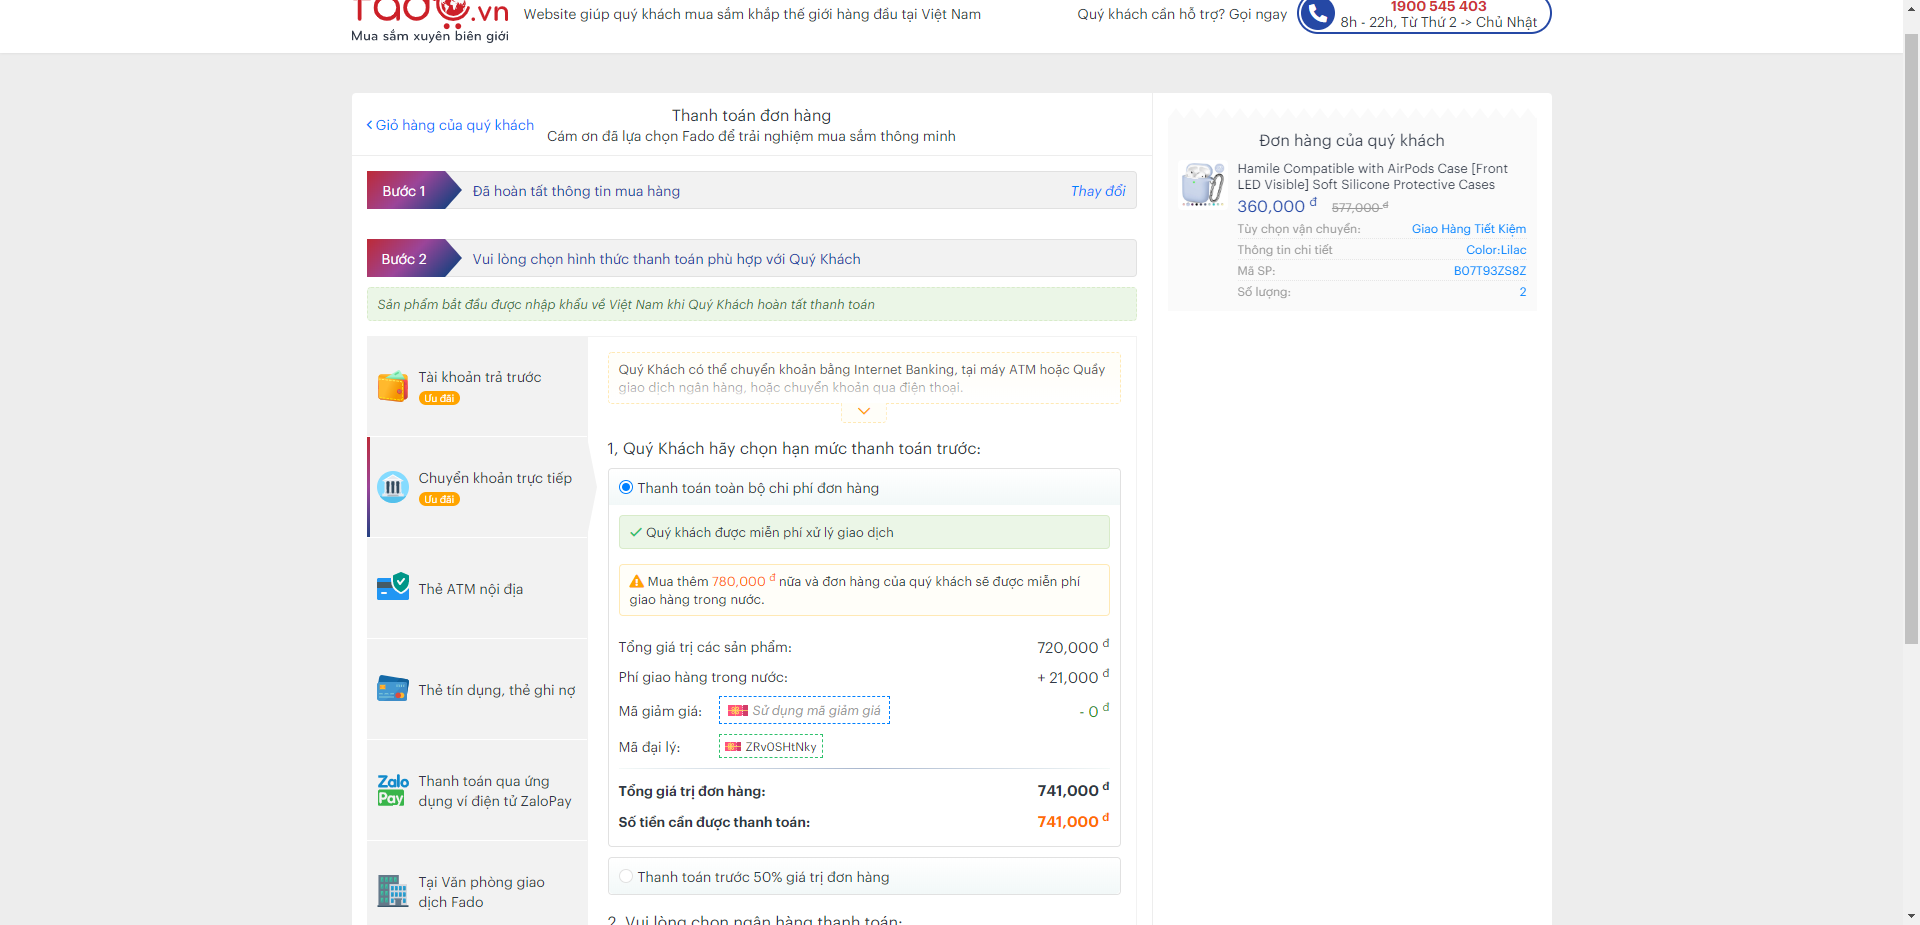 Fado.vn
Mua sắm xuyên biên giới
Website giúp quý khách mua sắm khắp thế giới hàng đầu tại Việt Nam
Quý khách cần hỗ trợ? Gọi ngay
1900 545 403
8h - 22h, Từ Thứ 2 -> Chủ Nhật
Giỏ hàng của quý khách
Thanh toán đơn hàng
Cám ơn đã lựa chọn Fado để trải nghiệm mua sắm thông minh
Bước 1
Đã hoàn tất thông tin mua hàng
Thay đổi
Bước 2
Vui lòng chọn hình thức thanh toán phù hợp với Quý Khách
Sản phẩm bắt đầu được nhập khẩu về Việt Nam khi Quý Khách hoàn tất thanh toán
Tài khoản trả trước
Ưu đãi
Chuyển khoản trực tiếp
Ưu đãi
Thẻ ATM nội địa
Thẻ tín dụng, thẻ ghi nợ
Zalo
Pay
Thanh toán qua ứng
dụng ví điện tử ZaloPay
Tại Văn phòng giao
dịch Fado
Quý Khách có thể chuyển khoản bằng Internet Banking, tại máy ATM hoặc Quầy
giao dịch ngân hàng, hoặc chuyển khoản qua điện thoại.
1, Quý Khách hãy chọn hạn mức thanh toán trước:
Thanh toán toàn bộ chi phí đơn hàng
Quý khách được miễn phí xử lý giao dịch
Mua thêm 780,000 đ nữa và đơn hàng của quý khách sẽ được miễn phí
giao hàng trong nước.
Tổng giá trị các sản phẩm: 720,000 đ
Phí giao hàng trong nước: + 21,000 đ
Mã giảm giá: Sử dụng mã giảm giá - 0 đ
Mã đại lý: ZRv0SHtNky
Tổng giá trị đơn hàng: 741,000 đ
Số tiền cần được thanh toán: 741,000 đ
Thanh toán trước 50% giá trị đơn hàng
2. Vui lòng chọn ngân hàng thanh toán:
Đơn hàng của quý khách
Hamile Compatible with AirPods Case [Front
LED Visible] Soft Silicone Protective Cases
360,000 đ 577,000 đ
Tùy chọn vận chuyển: Giao Hàng Tiết Kiệm
Thông tin chi tiết Color:Lilac
Mã SP: B07T93ZS8Z
Số lượng: 2